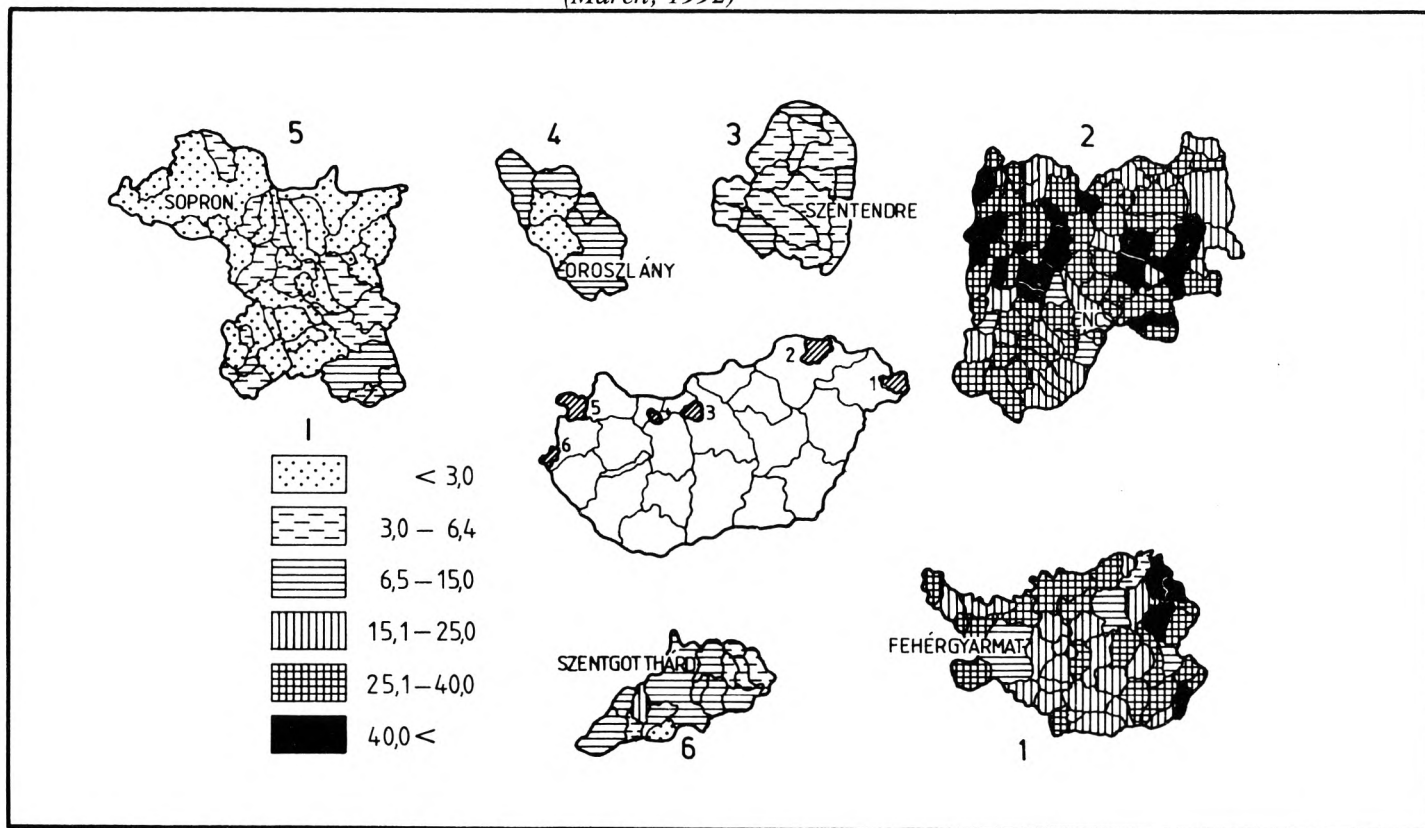 (March, 1992)
5
4
3
2
SOPRON
SZENTENDRE
OROSZLÁNY
ENCS
2
1
5
4
3
6
I
< 3,0
3,0 – 6,4
6,5 – 15,0
15,1 – 25,0
25,1 – 40,0
40,0 <
FEHÉRGYARMAT
SZENTGOTTHÁRD
6
1